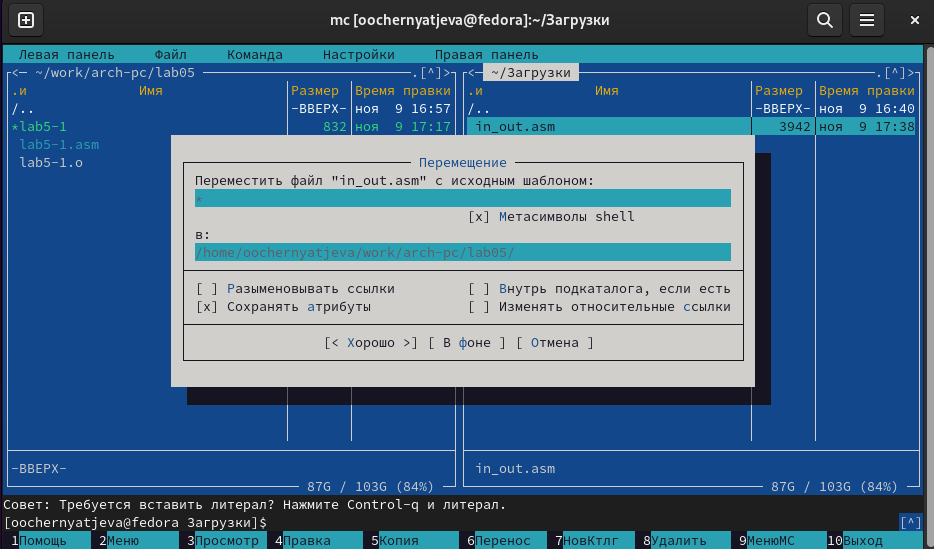 mc [oochernyatjeva@fedora]:~/Загрузки
Левая панель Файл Команда Настройки Правая панель
<─ ~/work/arch-pc/lab05 .[^]> <─ ~/Загрузки .[^]>
.и Имя Размер Время правки .и Имя Размер Время правки
/.. -ВВЕРХ- ноя 9 16:57 /.. -ВВЕРХ- ноя 9 16:40
*lab5-1 832 ноя 9 17:17 in_out.asm 3942 ноя 9 17:38
lab5-1.asm
lab5-1.o
Перемещение
Переместить файл "in_out.asm" с исходным шаблоном:
*
[x] Метасимволы shell
в:
/home/oochernyatjeva/work/arch-pc/lab05/
[ ] Разыменовывать ссылки [ ] Внутрь подкаталога, если есть
[x] Сохранять атрибуты [ ] Изменять относительные ссылки
[< Хорошо >] [ В фоне ] [ Отмена ]
-ВВЕРХ- in_out.asm
87G / 103G (84%) 87G / 103G (84%)
Совет: Требуется вставить литерал? Нажмите Control-q и литерал.
[oochernyatjeva@fedora Загрузки]$ [^]
1Помощь 2Меню 3Просмотр 4Правка 5Копия 6Перенос 7НовКтлг 8Удалить 9МенюМС 10Выход